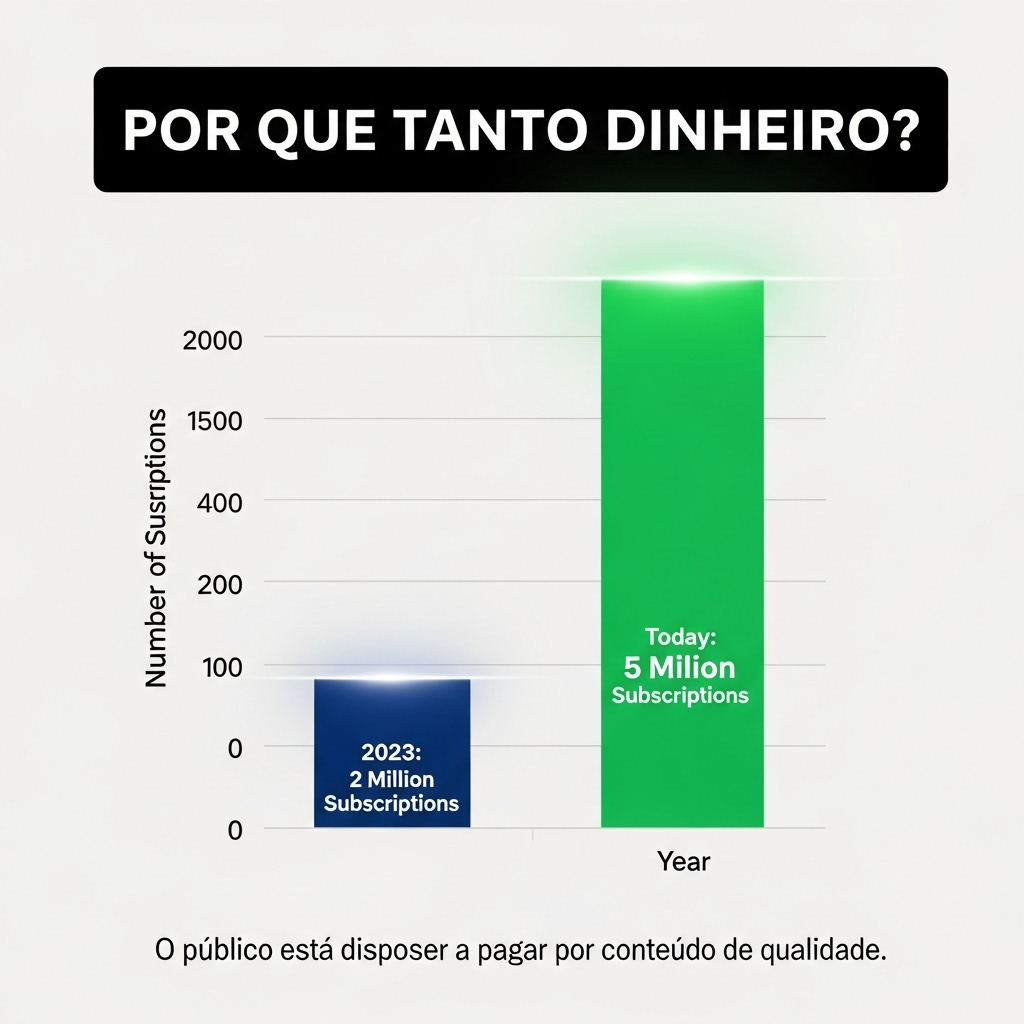 POR QUE TANTO DINHEIRO?
2000
1500
400
200
100
0
0
Number of Susrıptions
2023:
2 Million
Subscriptions
Today:
5 Milion
Subscriptions
Year
O público está disposer a pagar por conteúdo de qualidade.